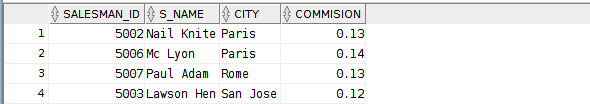 SALESMAN_ID S_NAME CITY COMMISION
1 5002 Nail Knite Paris 0.13
2 5006 Mc Lyon Paris 0.14
3 5007 Paul Adam Rome 0.13
4 5003 Lawson Hen San Jose 0.12